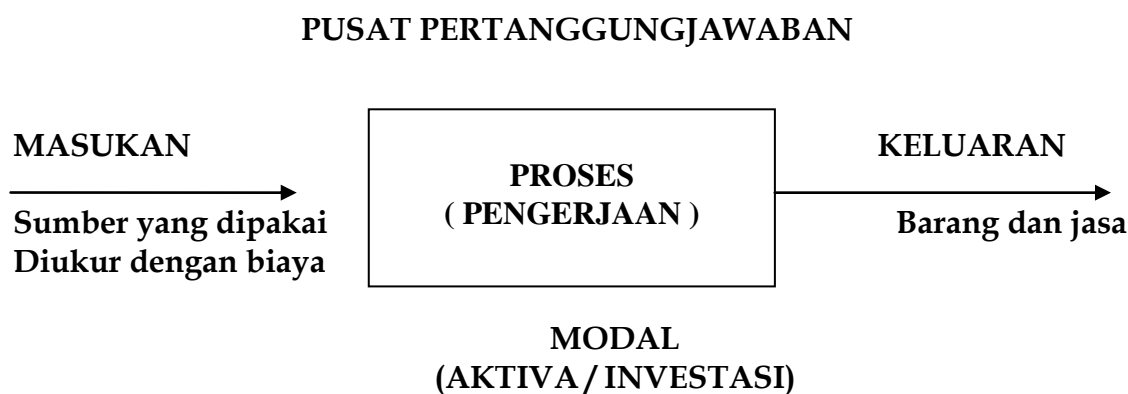 PUSAT PERTANGGUNGJAWABAN
MASUKAN
Sumber yang dipakai
Diukur dengan biaya
PROSES
( PENGERJAAN )
KELUARAN
Barang dan jasa
MODAL
(AKTIVA / INVESTASI)